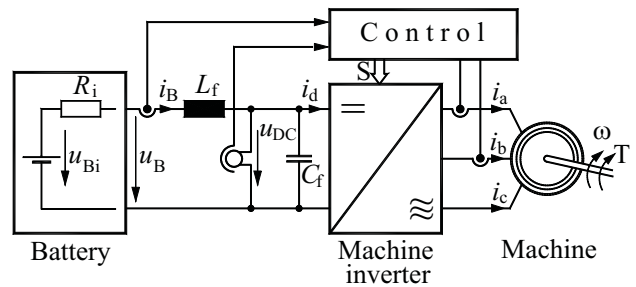 Control
S
R_i
i_B
L_f
i_d
i_a
u_Bi
u_B
u_DC
C_f
i_b
i_c
ω
T
Battery
Machine
inverter
Machine